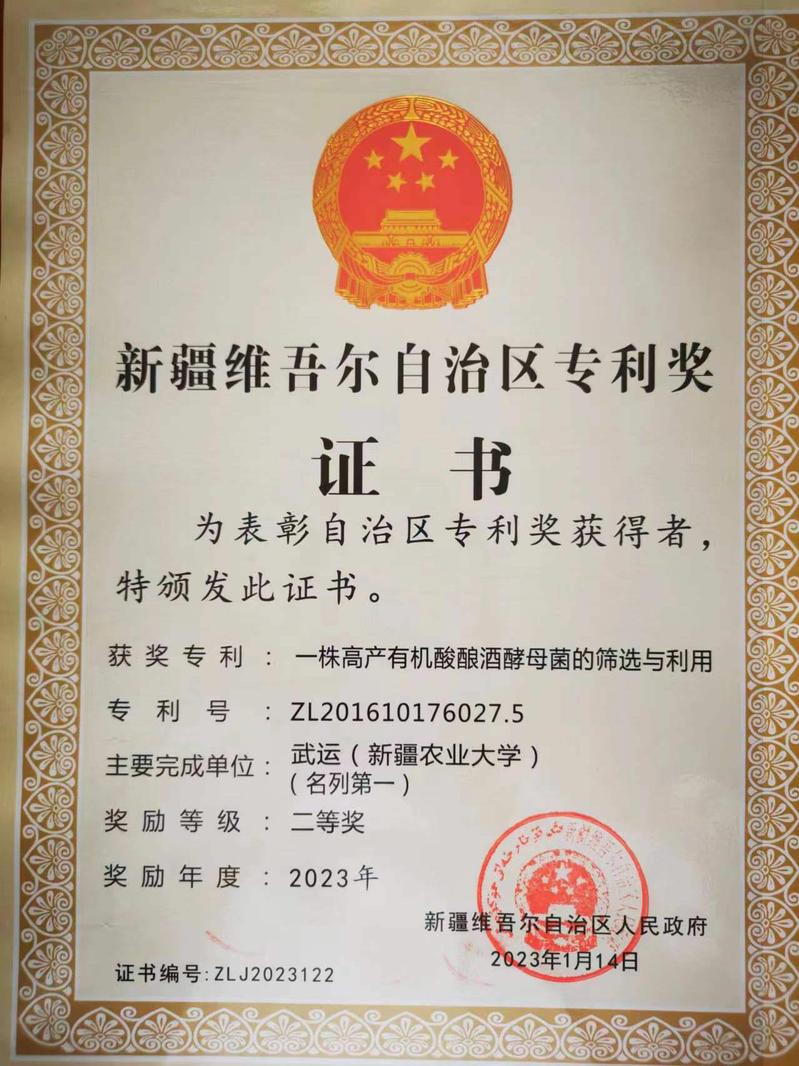 新疆维吾尔自治区专利奖
证书
为表彰自治区专利奖获得者，
特颁发此证书。
获奖专利：一株高产有机酸酿酒酵母菌的筛选与利用
专利号：ZL201610176027.5
主要完成单位：武运（新疆农业大学）
（名列第一）
奖励等级：二等奖
奖励年度：2023年
新疆维吾尔自治区人民政府
2023年1月14日
证书编号:ZLJ2023122